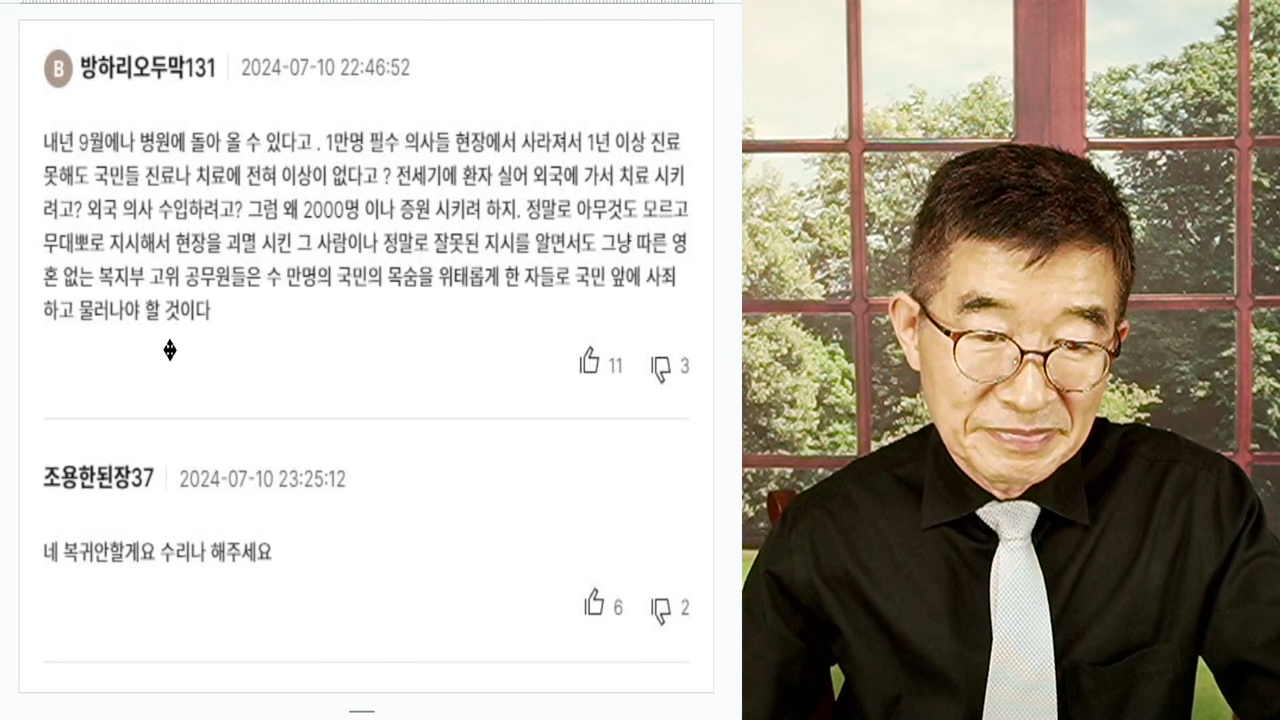 B 방하리오두막131 2024-07-10 22:46:52
내년 9월에나 병원에 돌아 올 수 있다고 . 1만명 필수 의사들 현장에서 사라져서 1년 이상 진료
못해도 국민들 진료나 치료에 전혀 이상이 없다고 ? 전세기에 환자 실어 외국에 가서 치료 시키
려고? 외국 의사 수입하려고? 그럼 왜 2000명 이나 증원 시키려 하지. 정말로 아무것도 모르고
무대뽀로 지시해서 현장을 괴멸 시킨 그 사람이나 정말로 잘못된 지시를 알면서도 그냥 따른 영
혼 없는 복지부 고위 공무원들은 수 만명의 국민의 목숨을 위태롭게 한 자들로 국민 앞에 사죄
하고 물러나야 할 것이다
11 3
조용한된장37 2024-07-10 23:25:12
네 복귀안할게요 수리나 해주세요
6 2